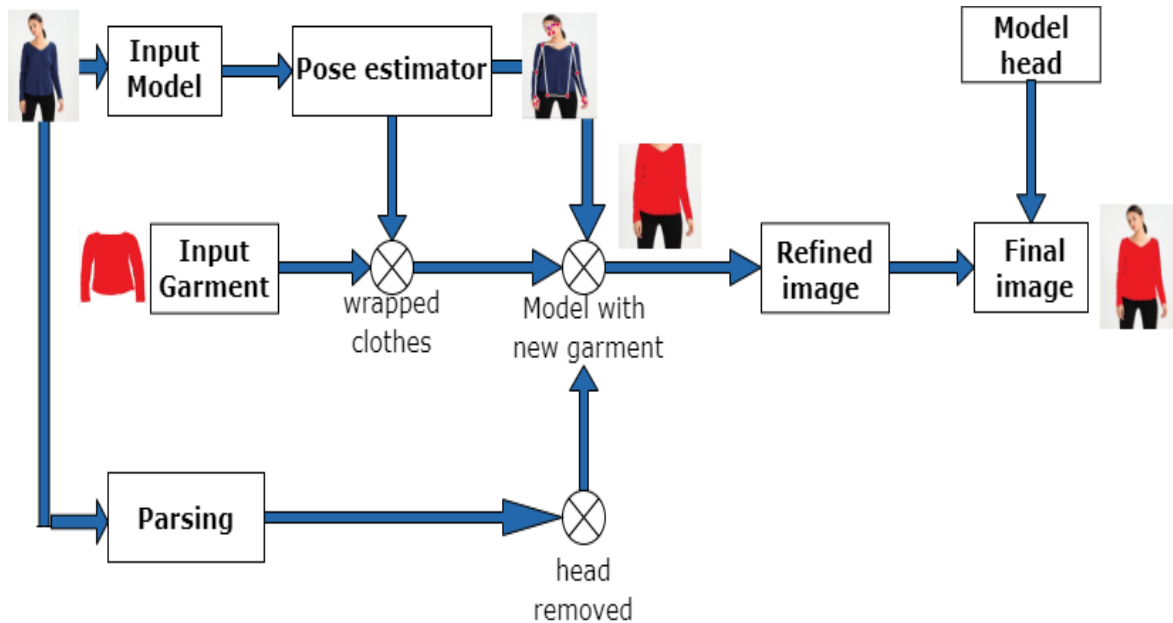 Input
Model
Pose estimator
Model
head
Input
Garment
wrapped
clothes
Model with
new garment
Refined
image
Final
image
Parsing
head
removed